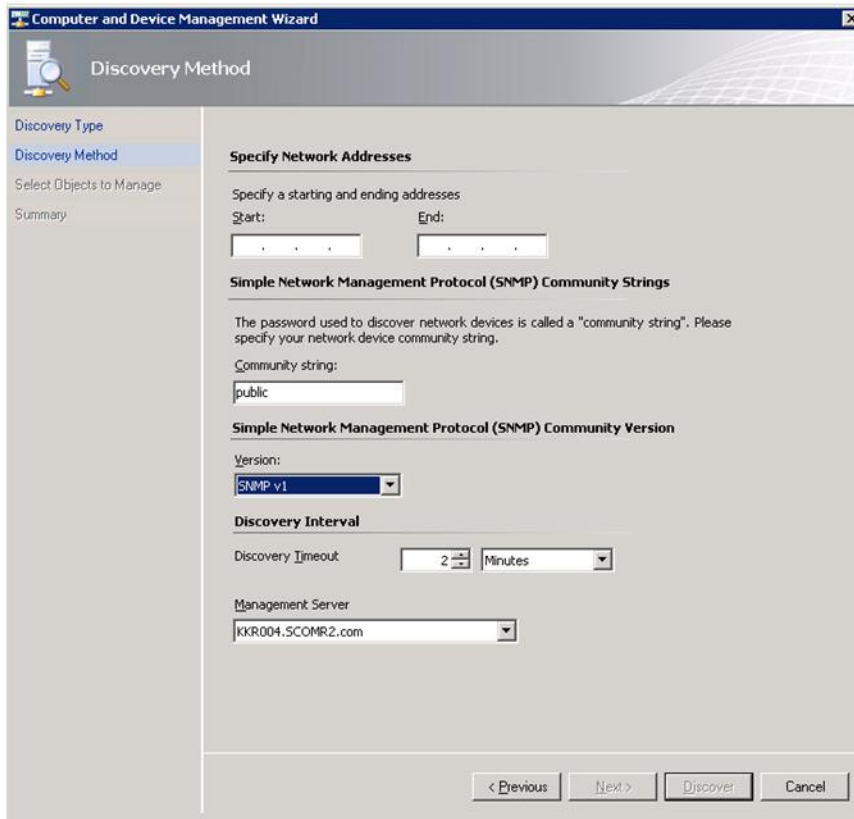 Computer and Device Management Wizard
Discovery Method
Discovery Type
Discovery Method
Select Objects to Manage
Summary
Specify Network Addresses
Specify a starting and ending addresses
Start: End:
. . . . . .
Simple Network Management Protocol (SNMP) Community Strings
The password used to discover network devices is called a "community string". Please
specify your network device community string.
Community string:
public
Simple Network Management Protocol (SNMP) Community Version
Version:
SNMP v1
Discovery Interval
Discovery Timeout 2 Minutes
Management Server
KKR004.SCOMR2.com
< Previous Next > Discover Cancel